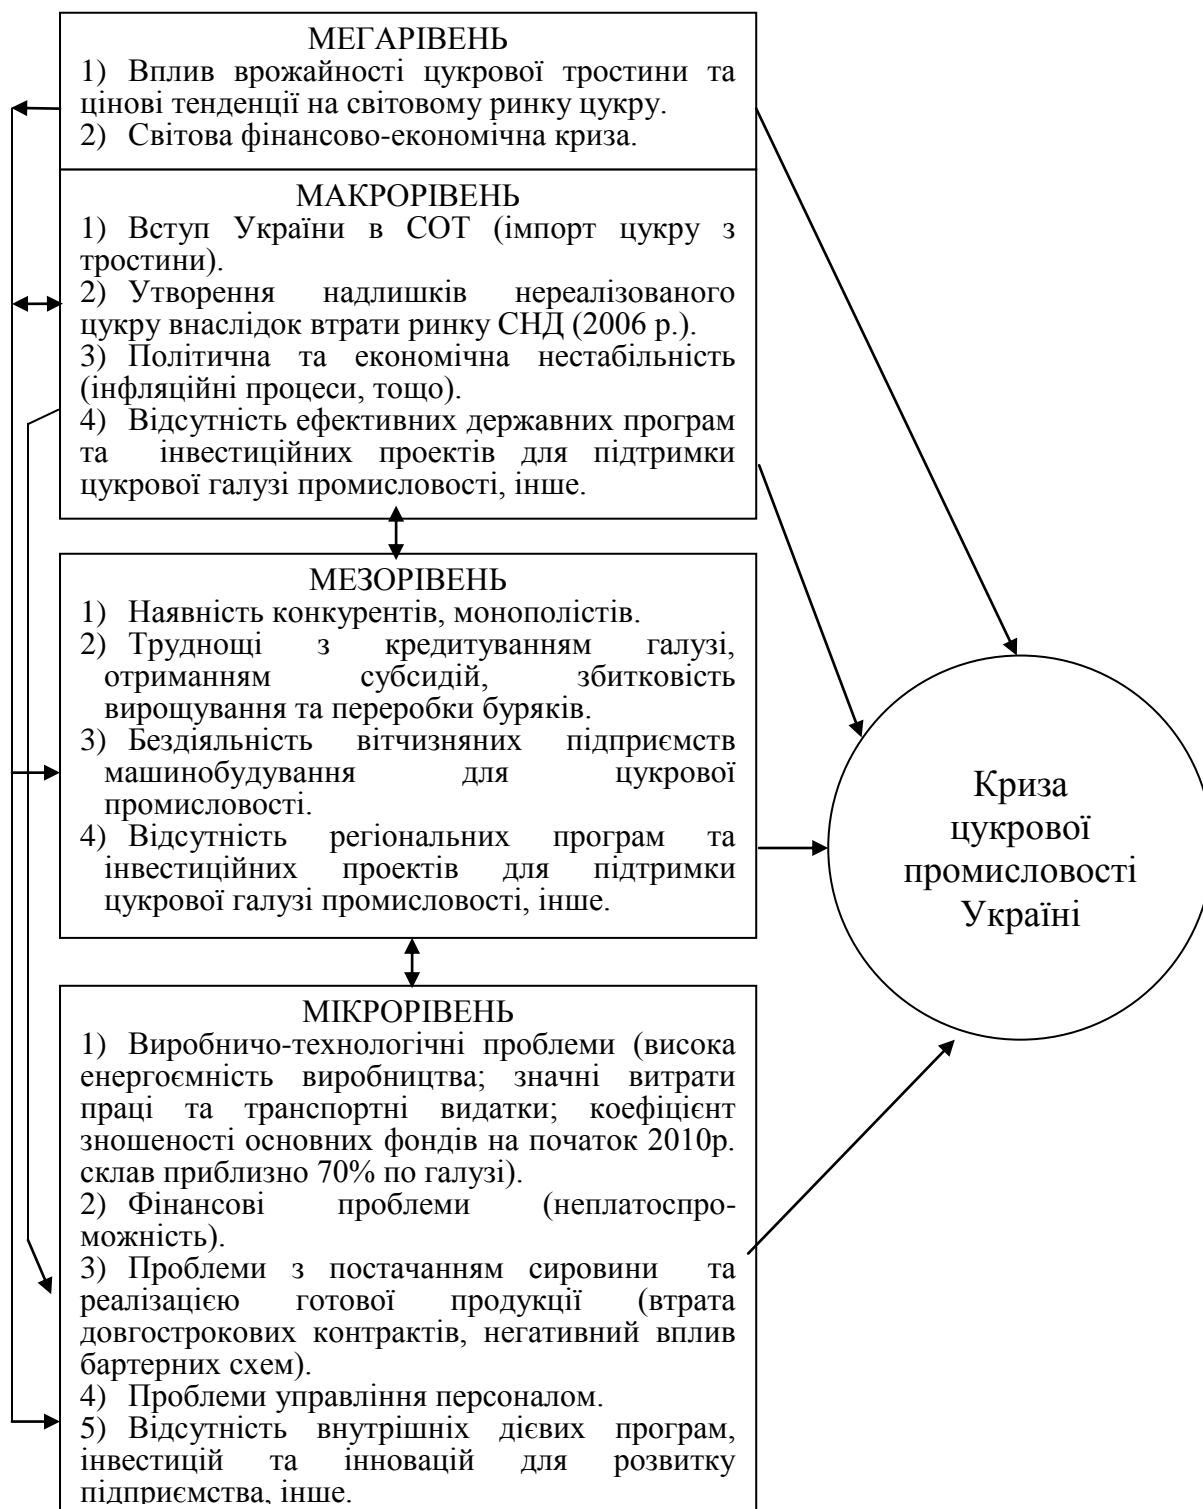 МЕГАРІВЕНЬ
1) Вплив врожайності цукрової тростини та
цінові тенденції на світовому ринку цукру.
2) Світова фінансово-економічна криза.
МАКРОРІВЕНЬ
1) Вступ України в СОТ (імпорт цукру з
тростини).
2) Утворення надлишків нереалізованого
цукру внаслідок втрати ринку СНД (2006 р.).
3) Політична та економічна нестабільність
(інфляційні процеси, тощо).
4) Відсутність ефективних державних програм
та інвестиційних проектів для підтримки
цукрової галузі промисловості, інше.
МЕЗОРІВЕНЬ
1) Наявність конкурентів, монополістів.
2) Труднощі з кредитуванням галузі,
отриманням субсидій, збитковість
вирощування та переробки буряків.
3) Бездіяльність вітчизняних підприємств
машинобудування для цукрової
промисловості.
4) Відсутність регіональних програм та
інвестиційних проектів для підтримки
цукрової галузі промисловості, інше.
МІКРОРІВЕНЬ
1) Виробничо-технологічні проблеми (висока
енергоємність виробництва; значні витрати
праці та транспортні видатки; коефіцієнт
зношеності основних фондів на початок 2010р.
склав приблизно 70% по галузі).
2) Фінансові проблеми (неплатоспро-
можність).
3) Проблеми з постачанням сировини та
реалізацією готової продукції (втрата
довгострокових контрактів, негативний вплив
бартерних схем).
4) Проблеми управління персоналом.
5) Відсутність внутрішніх дієвих програм,
інвестицій та інновацій для розвитку
підприємства, інше.
Криза
цукрової
промисловості
Україні